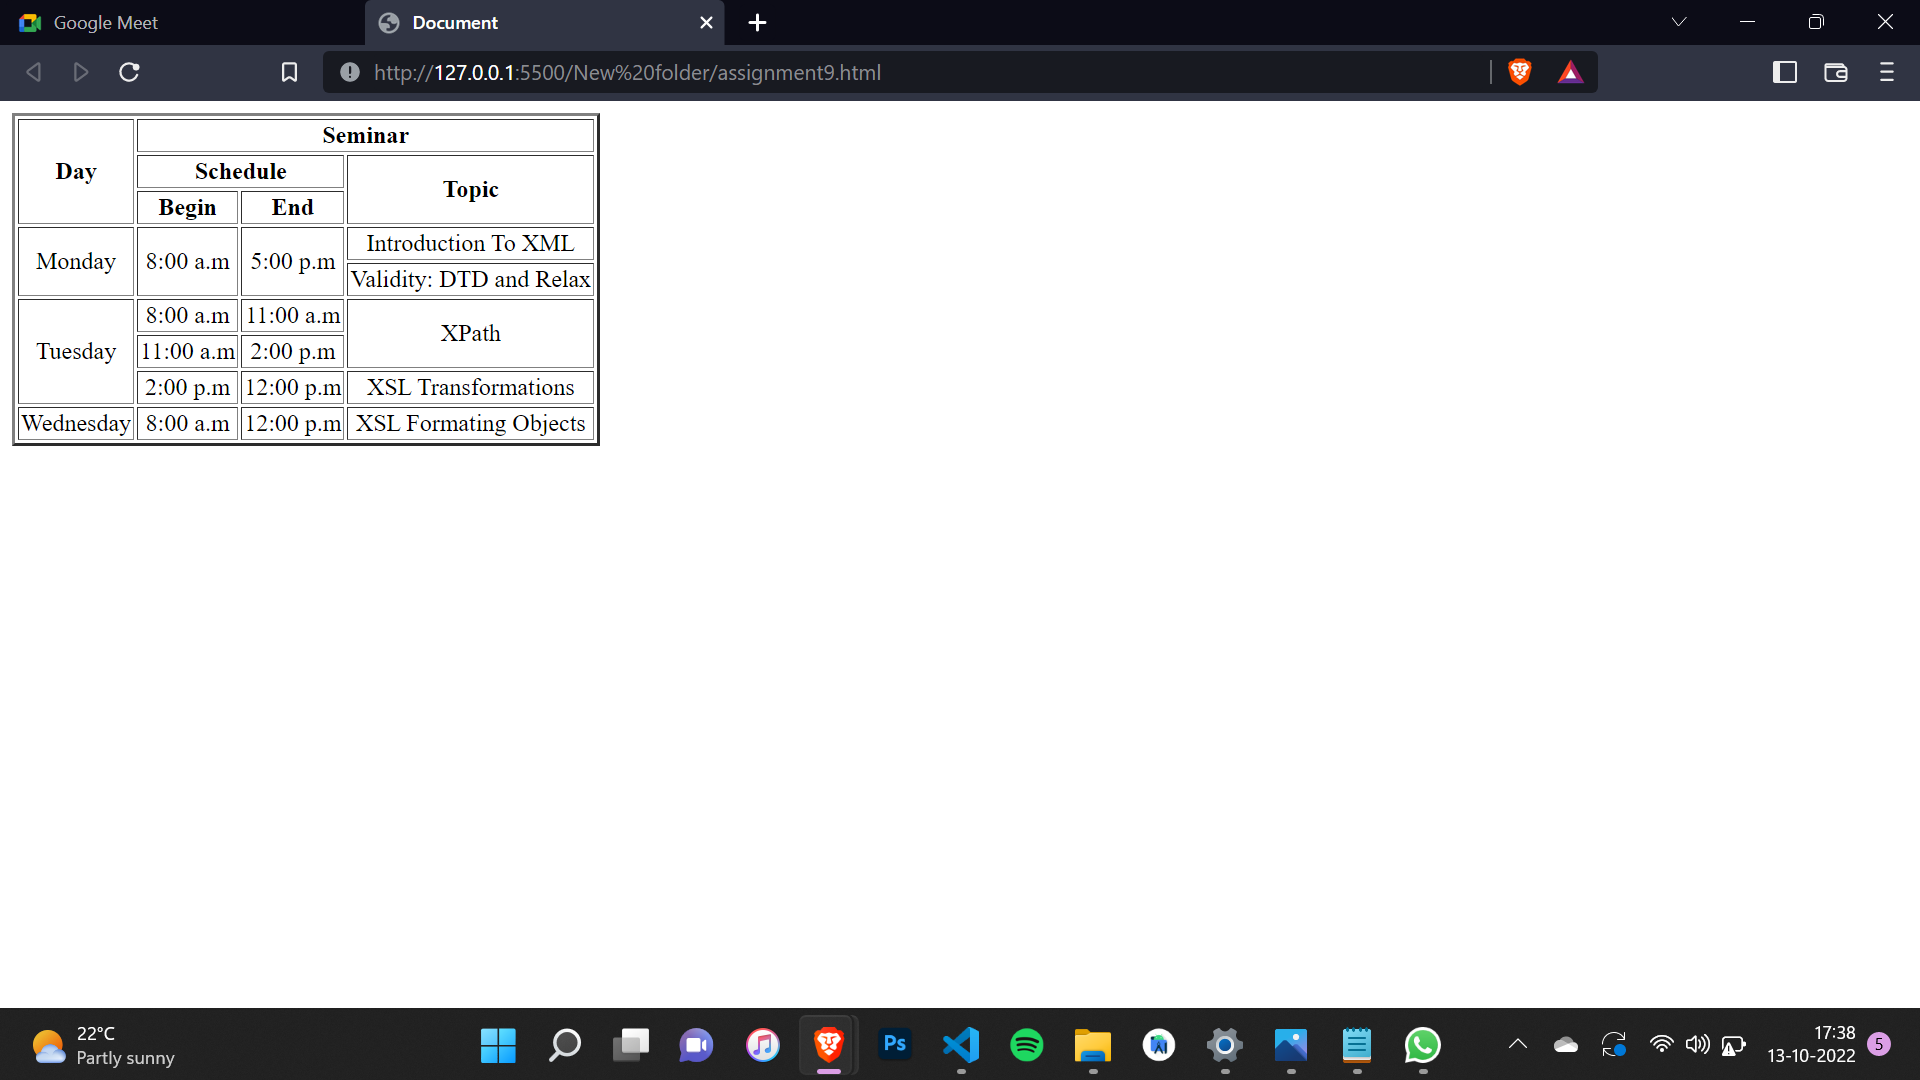 Google Meet
Document
http://127.0.0.1:5500/New%20folder/assignment9.html
Day
Seminar
Schedule
Topic
Begin
End
Monday
8:00 a.m
5:00 p.m
Introduction To XML
Validity: DTD and Relax
Tuesday
8:00 a.m
11:00 a.m
XPath
11:00 a.m
2:00 p.m
2:00 p.m
12:00 p.m
XSL Transformations
Wednesday
8:00 a.m
12:00 p.m
XSL Formating Objects
22°C
Partly sunny
Ps
AI
17:38
13-10-2022
5